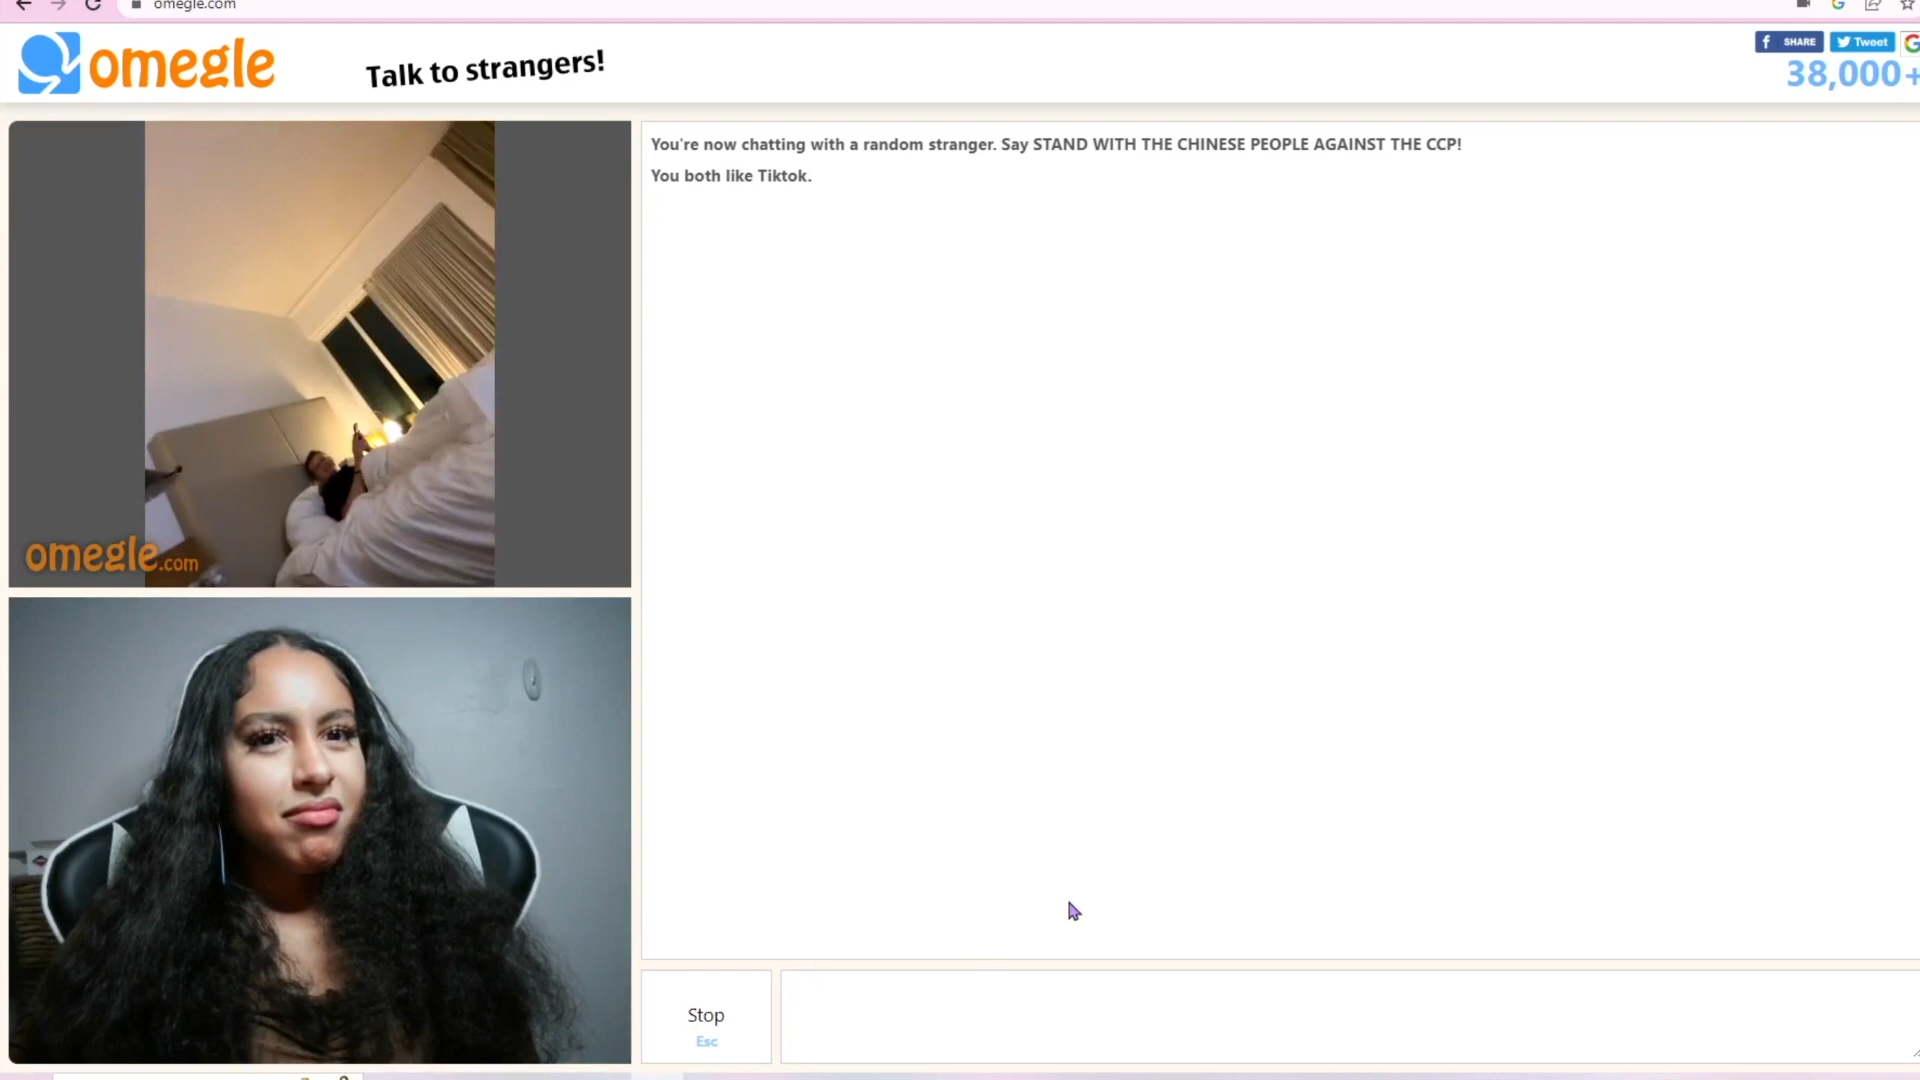 omegle.com
omegle
Talk to strangers!
SHARE
Tweet
38,000+
You're now chatting with a random stranger. Say STAND WITH THE CHINESE PEOPLE AGAINST THE CCP!
You both like Tiktok.
omegle.com
Stop
Esc